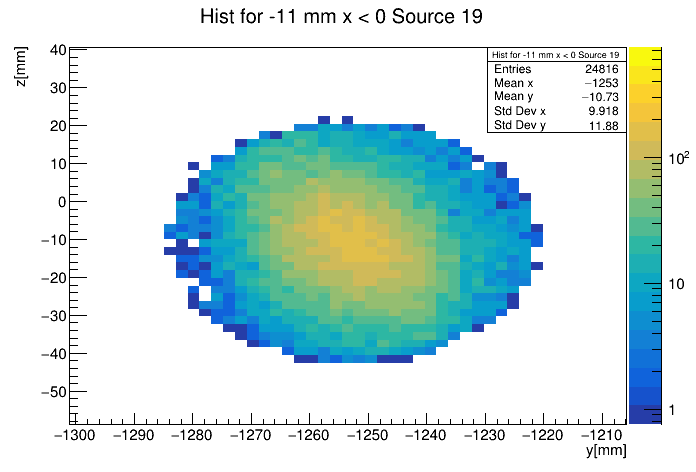 Hist for -11 mm x < 0 Source 19
z[mm]
40
30
20
10
0
−10
−20
−30
−40
−50
Hist for -11 mm x < 0 Source 19
Entries 24816
Mean x −1253
Mean y −10.73
Std Dev x 9.918
Std Dev y 11.88
10²
10
1
−1300 −1290 −1280 −1270 −1260 −1250 −1240 −1230 −1220 −1210
y[mm]